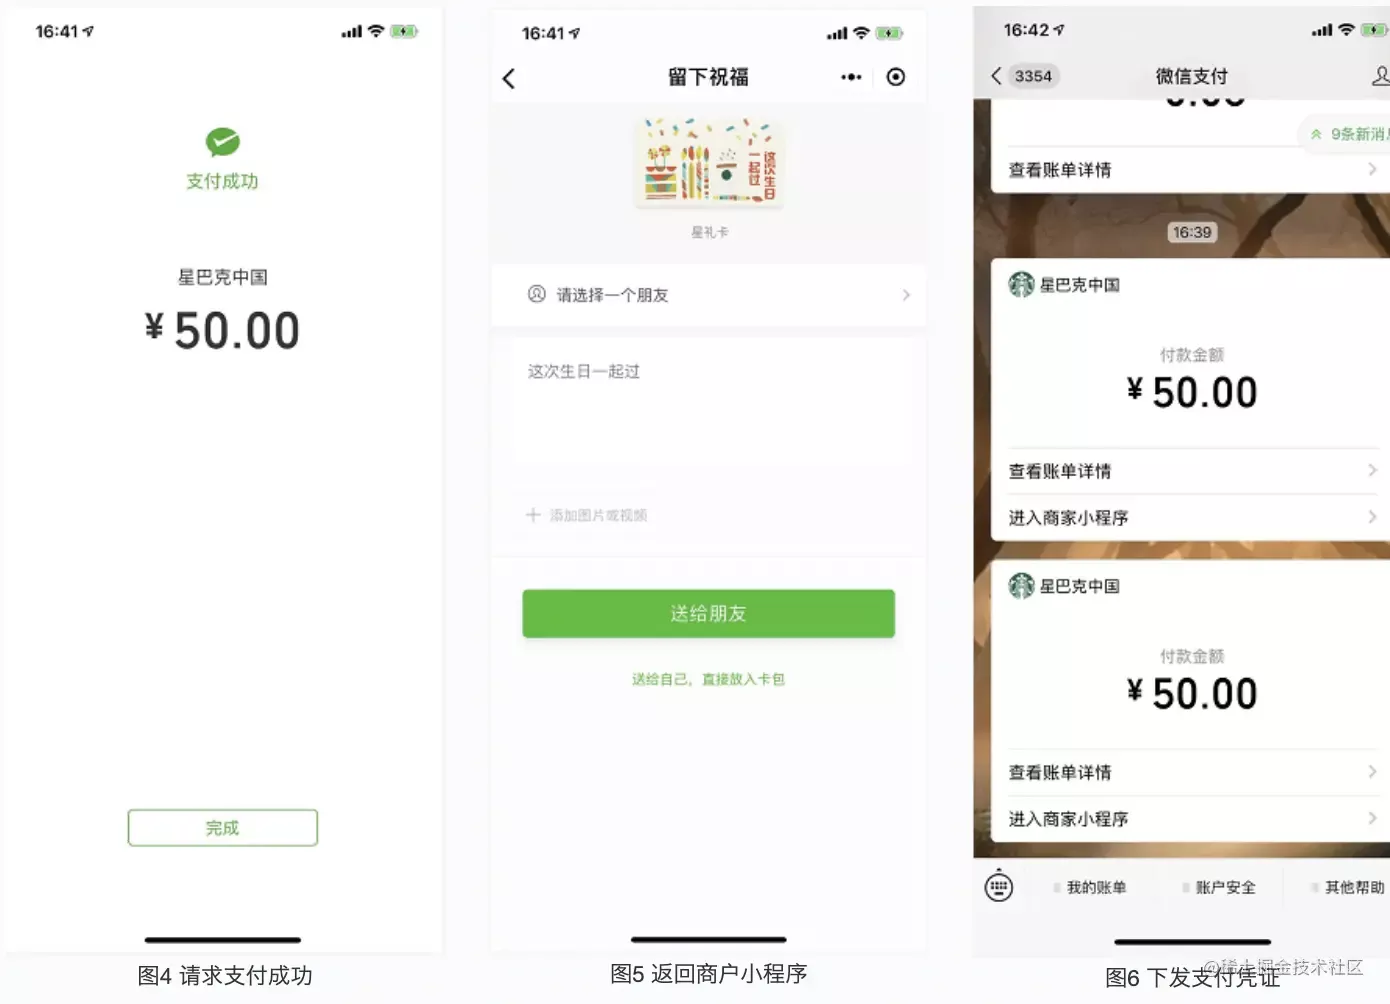 16:41
支付成功
星巴克中国
¥50.00
完成
图4 请求支付成功
16:41
留下祝福
这次生日
一起过
星礼卡
请选择一个朋友
这次生日一起过
添加图片或视频
送给朋友
送给自己，直接放入卡包
图5 返回商户小程序
16:42
3354
微信支付
9条新消息
查看账单详情
16:39
星巴克中国
付款金额
¥50.00
查看账单详情
进入商家小程序
星巴克中国
付款金额
¥50.00
查看账单详情
进入商家小程序
我的账单
账户安全
其他帮助
@稀土掘金技术社区
图6 下发支付凭证